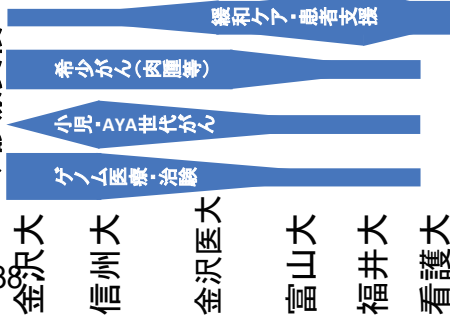 緩和ケア・患者支援
希少がん(肉腫等)
小児・AYA世代がん
ゲノム医療・治験
金沢大
信州大
金沢医大
富山大
福井大
看護大